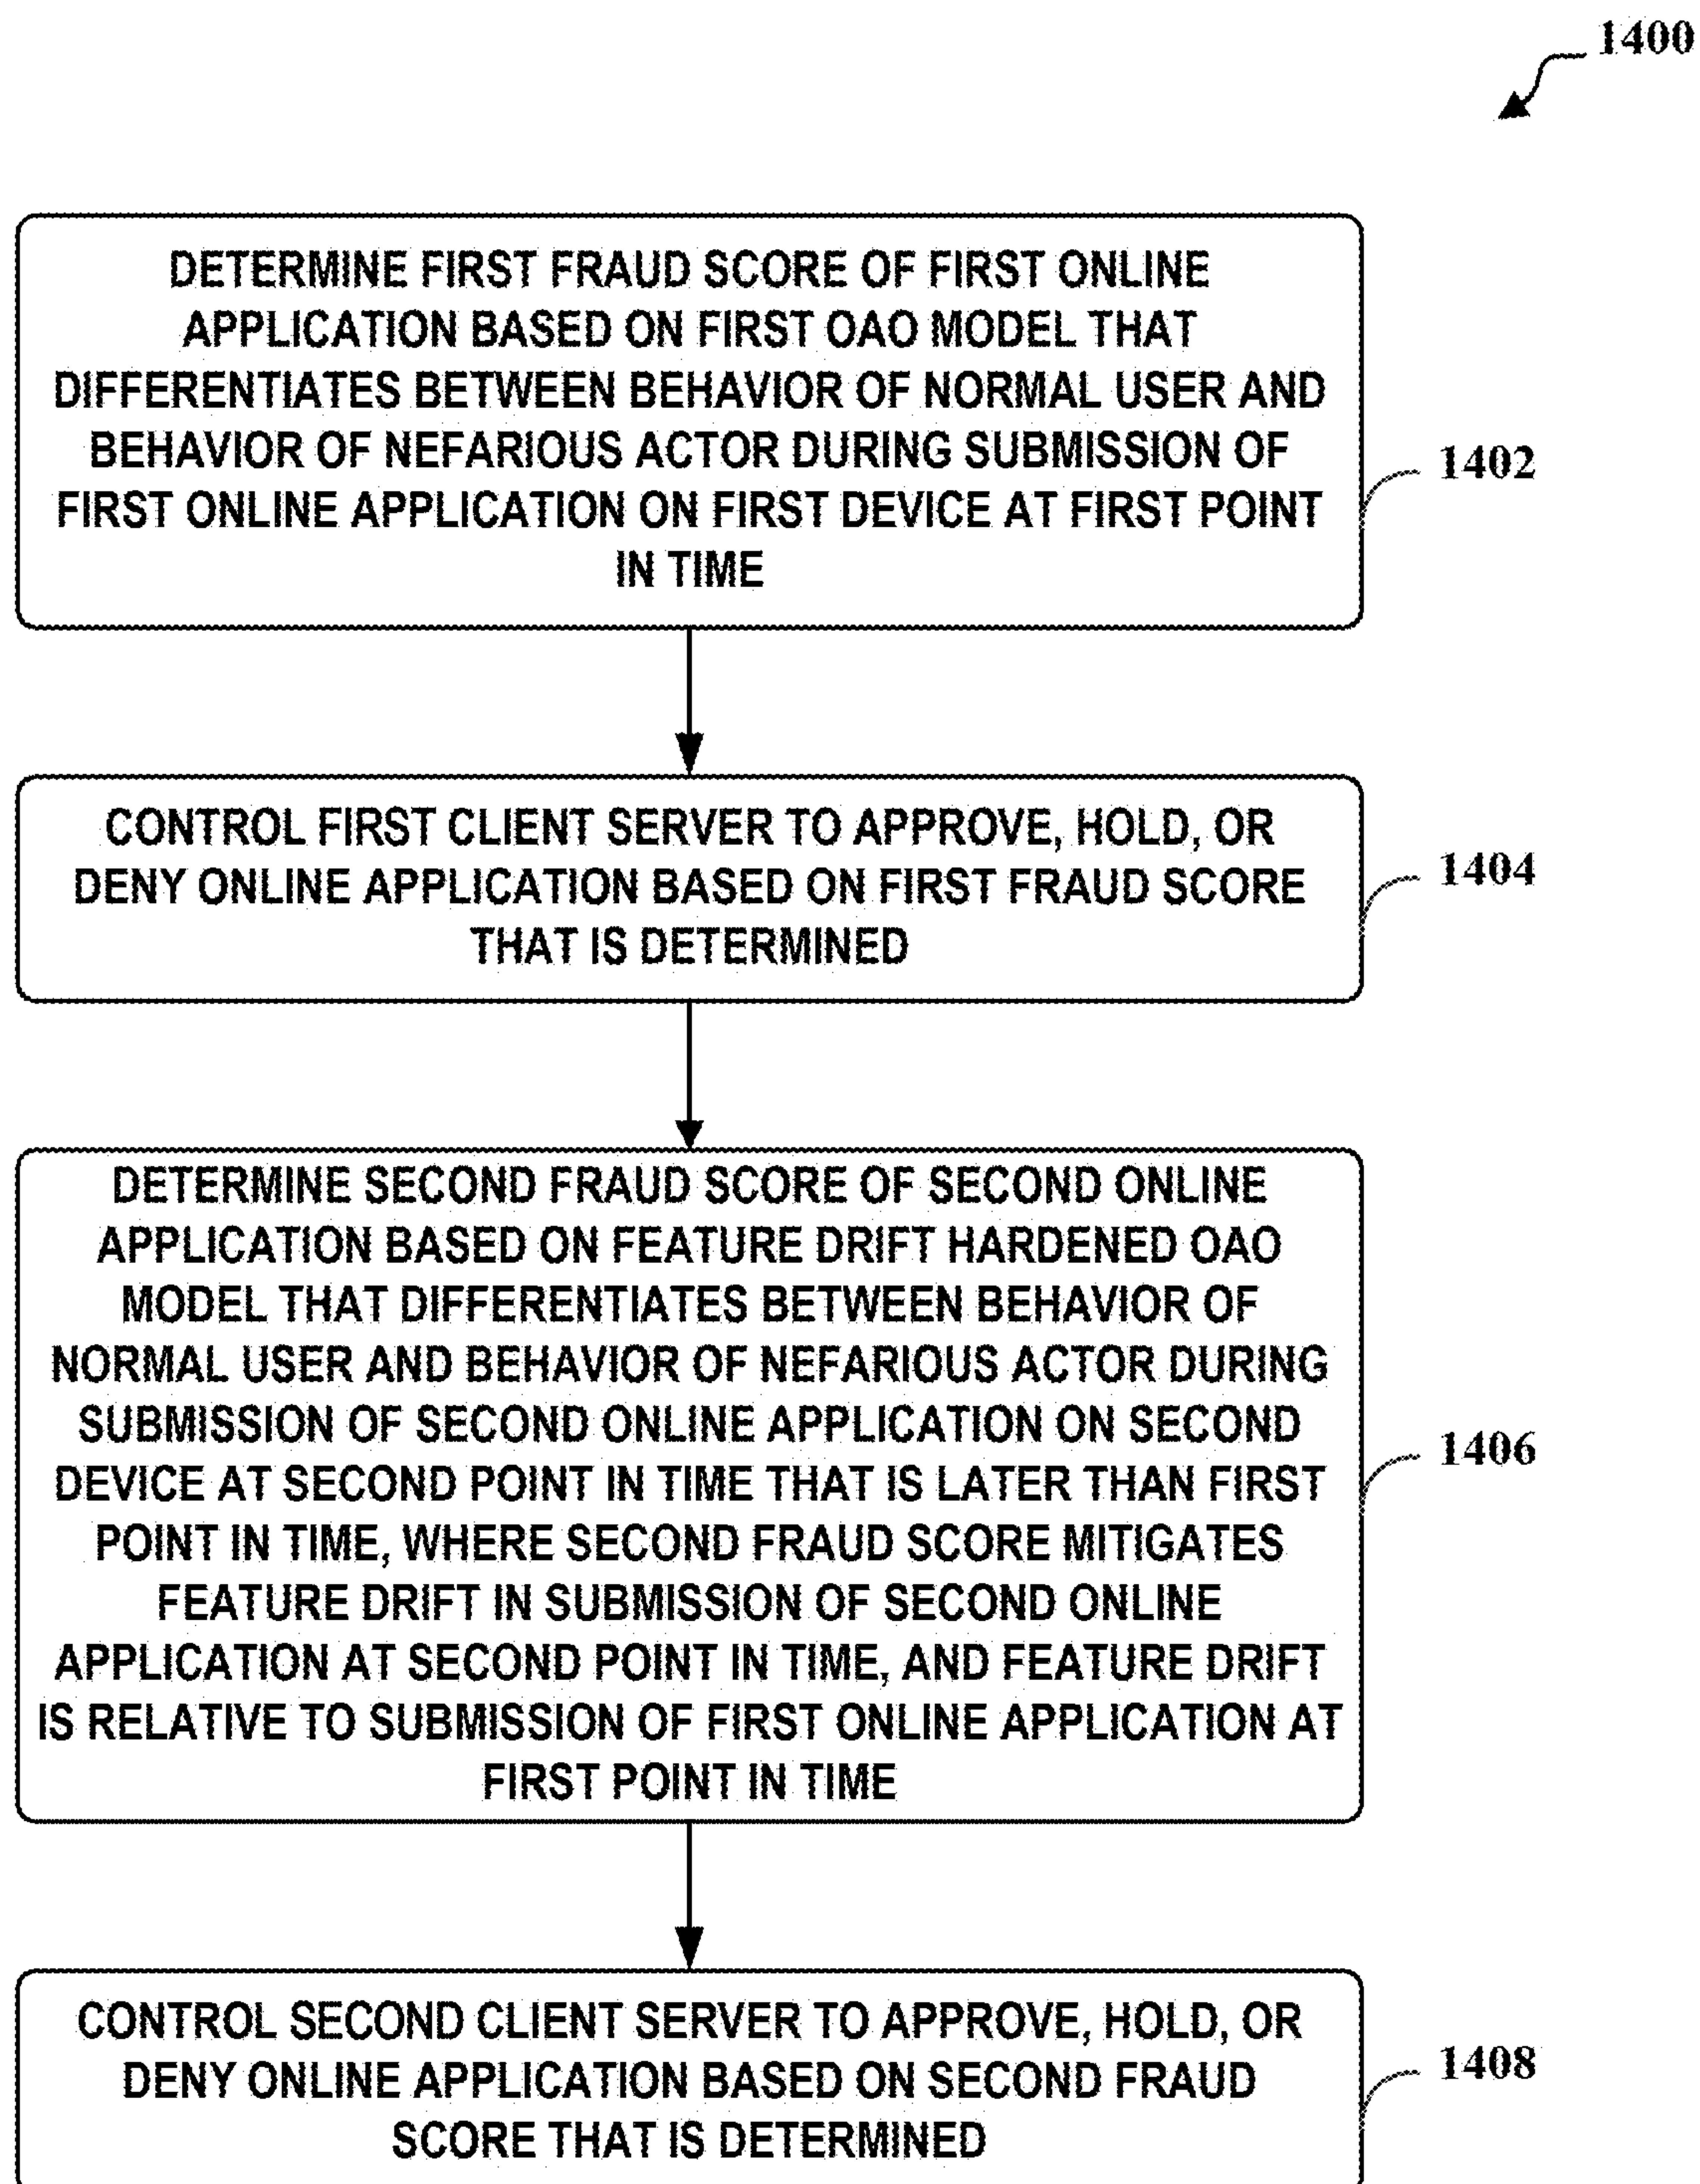 1400
DETERMINE FIRST FRAUD SCORE OF FIRST ONLINE
APPLICATION BASED ON FIRST OAO MODEL THAT
DIFFERENTIATES BETWEEN BEHAVIOR OF NORMAL USER AND
BEHAVIOR OF NEFARIOUS ACTOR DURING SUBMISSION OF
FIRST ONLINE APPLICATION ON FIRST DEVICE AT FIRST POINT
IN TIME
1402
CONTROL FIRST CLIENT SERVER TO APPROVE, HOLD, OR
DENY ONLINE APPLICATION BASED ON FIRST FRAUD SCORE
THAT IS DETERMINED
1404
DETERMINE SECOND FRAUD SCORE OF SECOND ONLINE
APPLICATION BASED ON FEATURE DRIFT HARDENED OAO
MODEL THAT DIFFERENTIATES BETWEEN BEHAVIOR OF
NORMAL USER AND BEHAVIOR OF NEFARIOUS ACTOR DURING
SUBMISSION OF SECOND ONLINE APPLICATION ON SECOND
DEVICE AT SECOND POINT IN TIME THAT IS LATER THAN FIRST
POINT IN TIME, WHERE SECOND FRAUD SCORE MITIGATES
FEATURE DRIFT IN SUBMISSION OF SECOND ONLINE
APPLICATION AT SECOND POINT IN TIME, AND FEATURE DRIFT
IS RELATIVE TO SUBMISSION OF FIRST ONLINE APPLICATION AT
FIRST POINT IN TIME
1406
CONTROL SECOND CLIENT SERVER TO APPROVE, HOLD, OR
DENY ONLINE APPLICATION BASED ON SECOND FRAUD
SCORE THAT IS DETERMINED
1408